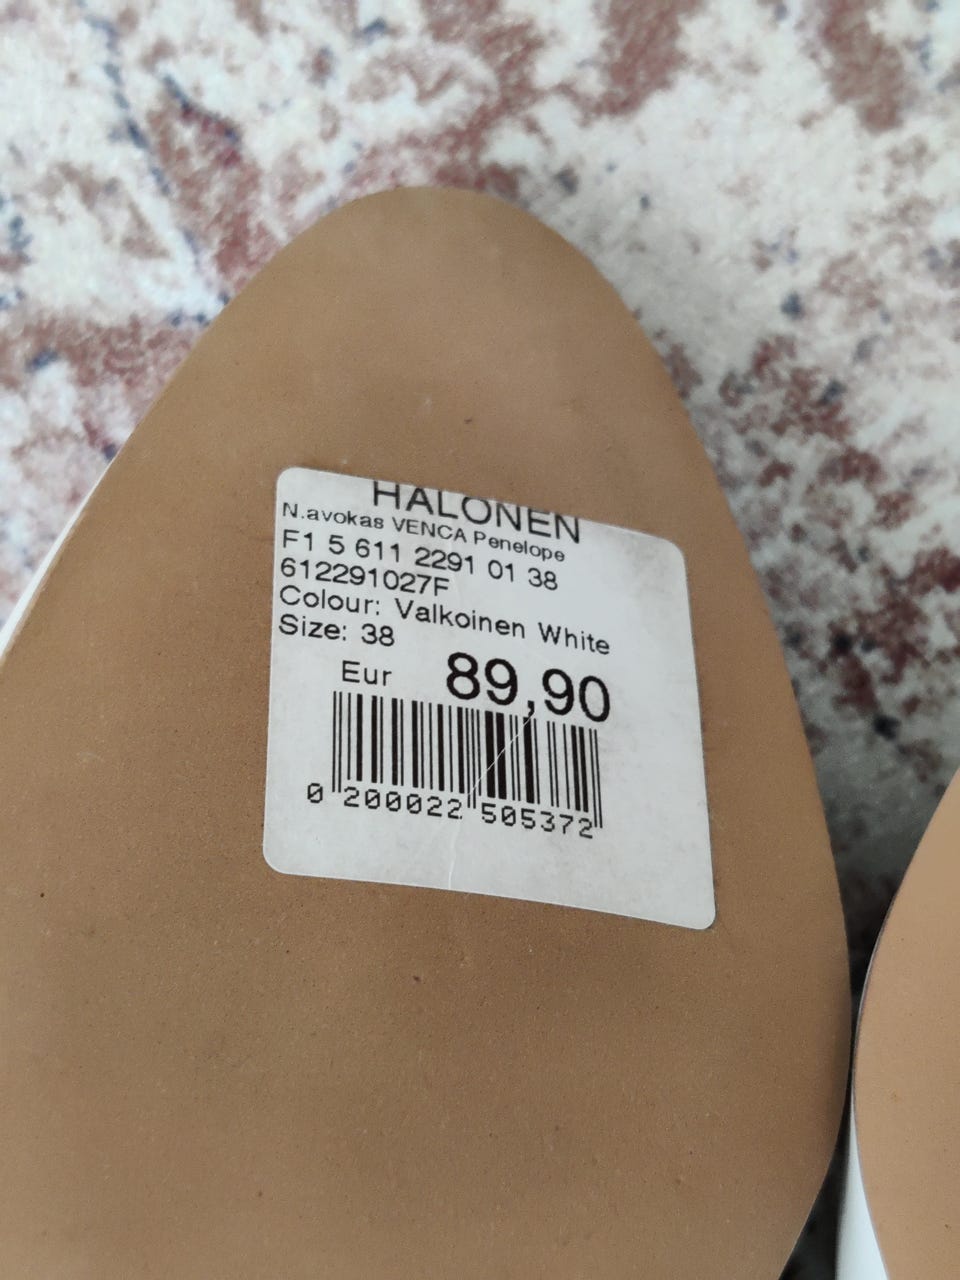 HALONEN
N.avokas VENCA Penelope
F1 5 611 2291 01 38
612291027F
Colour: Valkoinen White
Size: 38
Eur 89,90
0 200022 505372